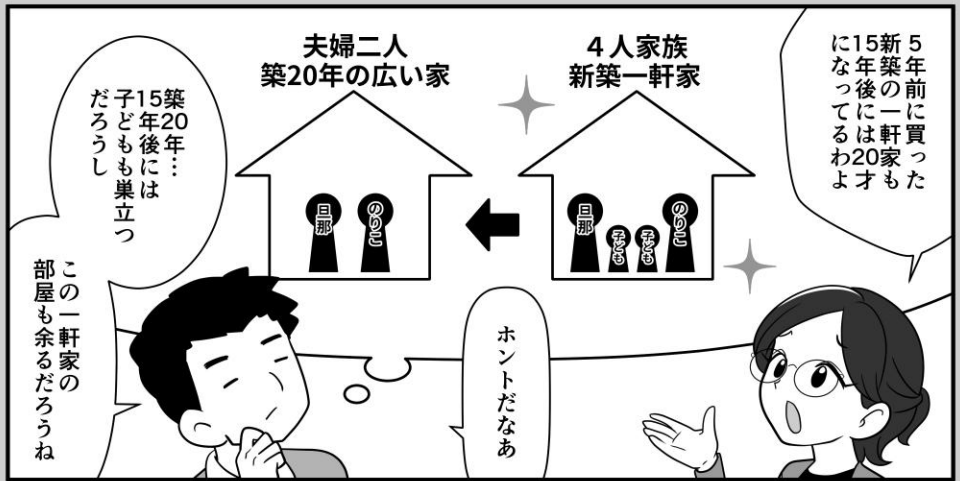 5年前に買った
新築の一軒家も
15年後には20才
になってるわよ
4人家族
新築一軒家
旦那
子ども
子ども
のりこ
夫婦二人
築20年の広い家
旦那
のりこ
ホントだなあ
築20年…
15年後には
子どもも巣立つ
だろうし
この一軒家の
部屋も余るだろうね